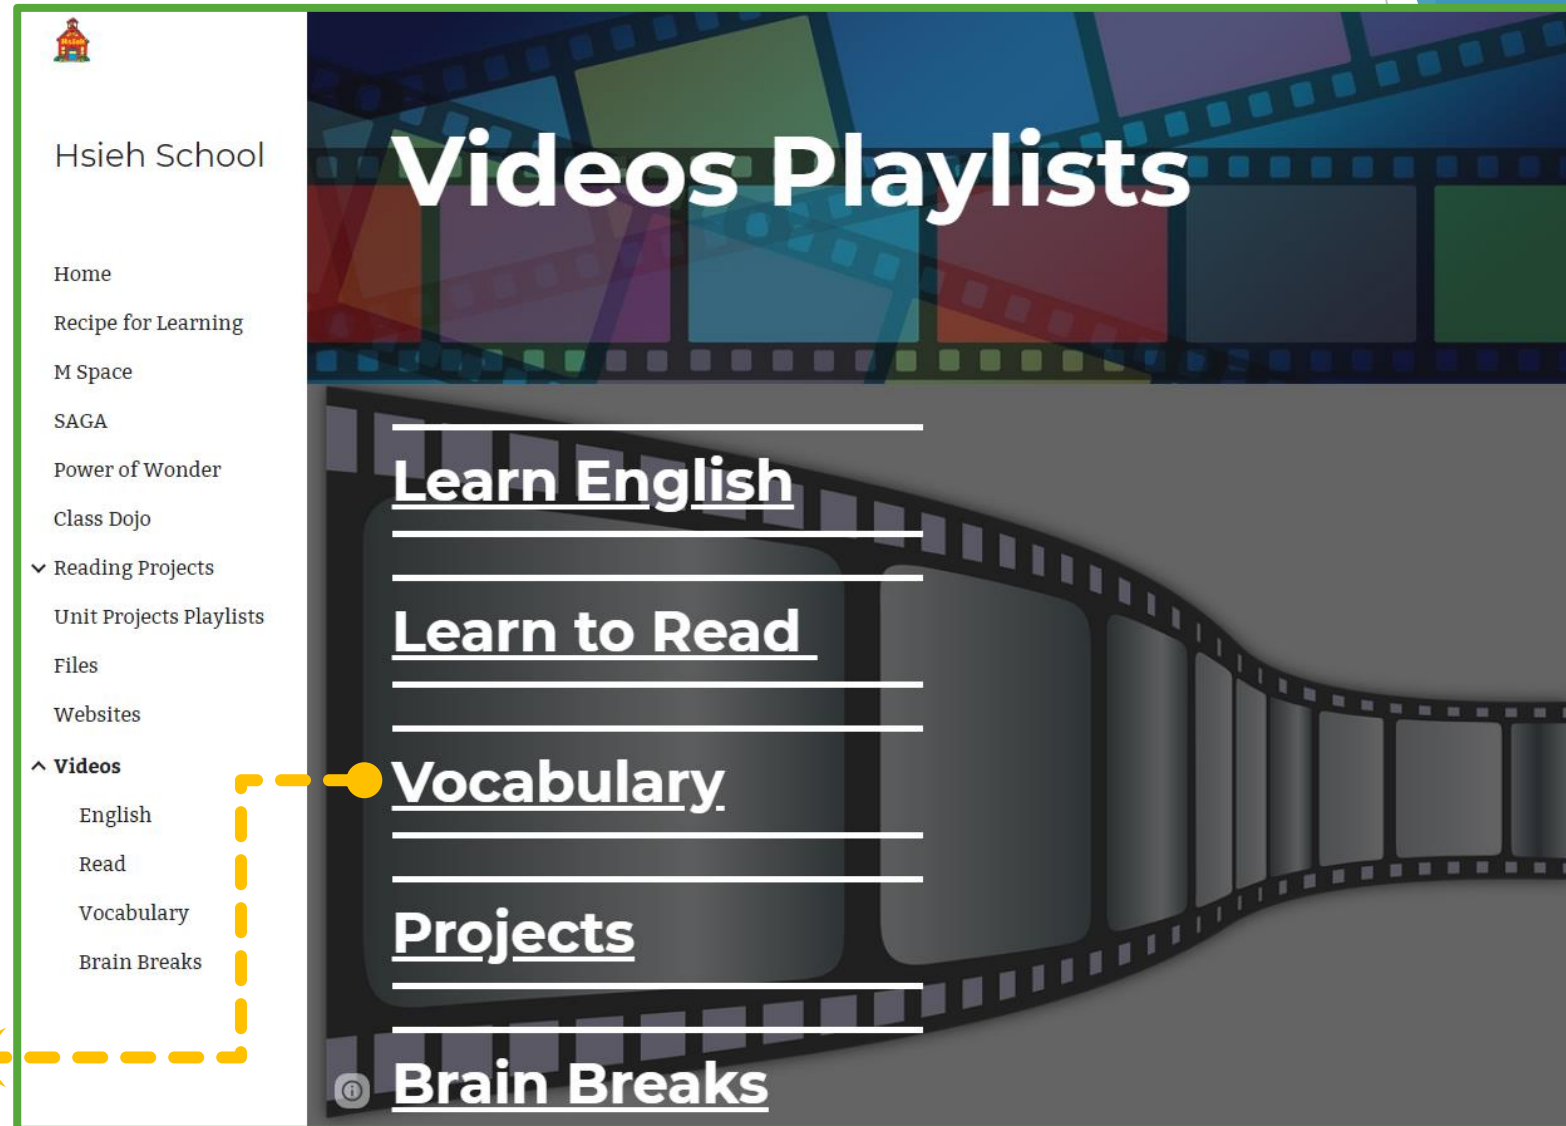 Hsieh School
Home
Recipe for Learning
M Space
SAGA
Power of Wonder
Class Dojo
Reading Projects
Unit Projects Playlists
Files
Websites
Videos
English
Read
Vocabulary
Brain Breaks
Videos Playlists
Learn English
Learn to Read
Vocabulary
Projects
Brain Breaks